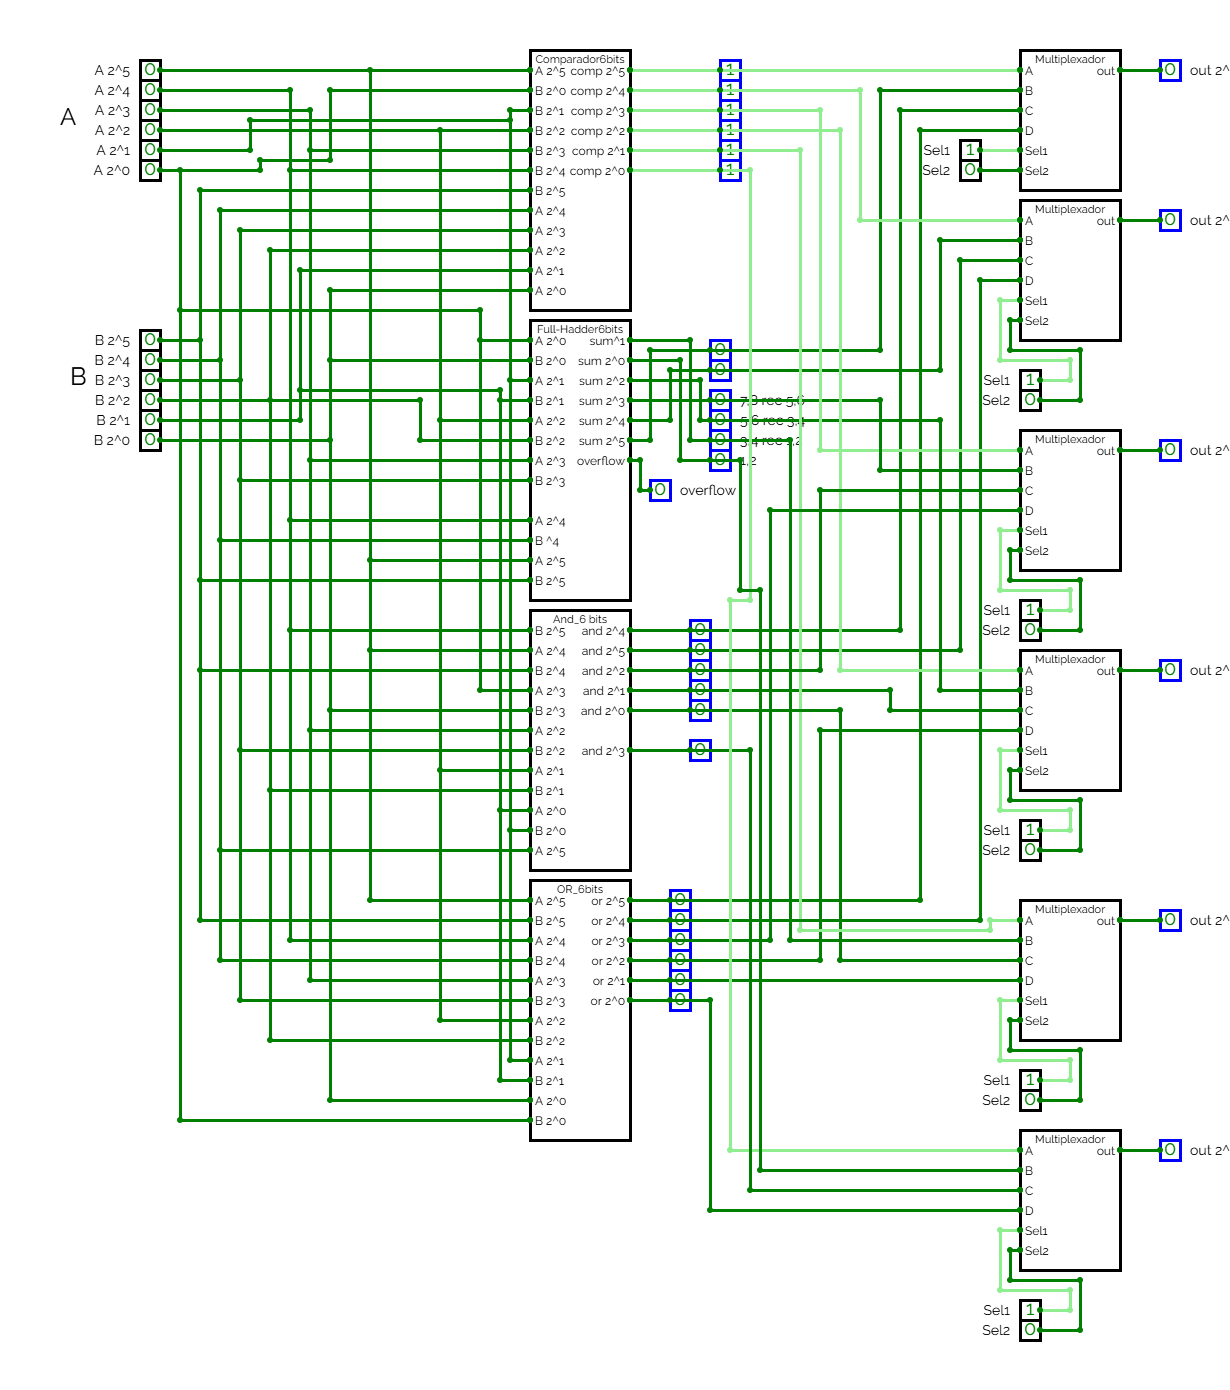 A
A 2^5 0
A 2^4 0
A 2^3 0
A 2^2 0
A 2^1 0
A 2^0 0
B
B 2^5 0
B 2^4 0
B 2^3 0
B 2^2 0
B 2^1 0
B 2^0 0
Comparador6bits
A 2^5 comp 2^5 1
B 2^0 comp 2^4 1
B 2^1 comp 2^3 1
B 2^2 comp 2^2 1
B 2^3 comp 2^1 1
B 2^4 comp 2^0 1
B 2^5
A 2^4
A 2^3
A 2^2
A 2^1
A 2^0
Full-Hadder6bits
A 2^0 sum^1 0
B 2^0 sum 2^0 0
A 2^1 sum 2^2
B 2^1 sum 2^3 0 7,8 rec 5,6
A 2^2 sum 2^4 0 5,6 rec 3,4
B 2^2 sum 2^5 0 3,4 rec 1,2
A 2^3 overflow 0 1,2
B 2^3 0 overflow
A 2^4
B ^4
A 2^5
B 2^5
And_6 bits
B 2^5 and 2^4 0
A 2^4 and 2^5 0
B 2^4 and 2^2 0
A 2^3 and 2^1 0
B 2^3 and 2^0 0
A 2^2
B 2^2 and 2^3 0
A 2^1
B 2^1
A 2^0
B 2^0
A 2^5
OR_6bits
A 2^5 or 2^5 0
B 2^5 or 2^4 0
A 2^4 or 2^3 0
B 2^4 or 2^2 0
A 2^3 or 2^1 0
B 2^3 or 2^0 0
A 2^2
B 2^2
A 2^1
B 2^1
A 2^0
B 2^0
Multiplexador
A out 0 out 2^
B
C
D
Sel1 1 Sel1
Sel2 0 Sel2
Multiplexador
A out 0 out 2^
B
C
D
Sel1
Sel2
Sel1 1
Sel2 0
Multiplexador
A out 0 out 2^
B
C
D
Sel1
Sel2
Sel1 1
Sel2 0
Multiplexador
A out 0 out 2^
B
C
D
Sel1
Sel2
Sel1 1
Sel2 0
Multiplexador
A out 0 out 2^
B
C
D
Sel1
Sel2
Sel1 1
Sel2 0
Multiplexador
A out 0 out 2^
B
C
D
Sel1
Sel2
Sel1 1
Sel2 0